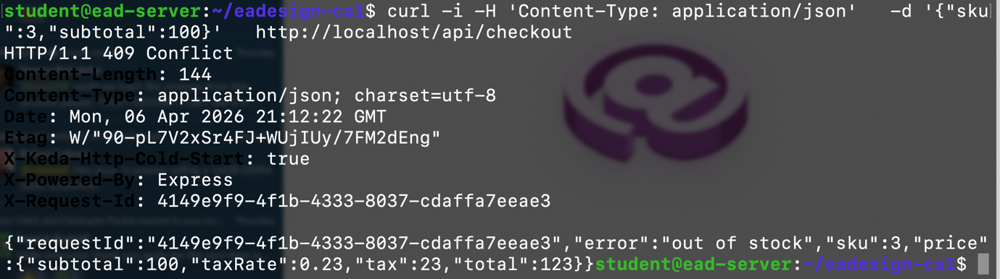 student@ead-server:~/eadesign-ca1$ curl -i -H 'Content-Type: application/json'   -d '{"sku
":3,"subtotal":100}'   http://localhost/api/checkout
HTTP/1.1 409 Conflict
Content-Length: 144
Content-Type: application/json; charset=utf-8
Date: Mon, 06 Apr 2026 21:12:22 GMT
Etag: W/"90-pL7V2xSr4FJ+WUjIUy/7FM2dEng"
X-Keda-Http-Cold-Start: true
X-Powered-By: Express
X-Request-Id: 4149e9f9-4f1b-4333-8037-cdaffa7eeae3

{"requestId":"4149e9f9-4f1b-4333-8037-cdaffa7eeae3","error":"out of stock","sku":3,"price"
:{"subtotal":100,"taxRate":0.23,"tax":23,"total":123}}student@ead-server:~/eadesign-ca1$